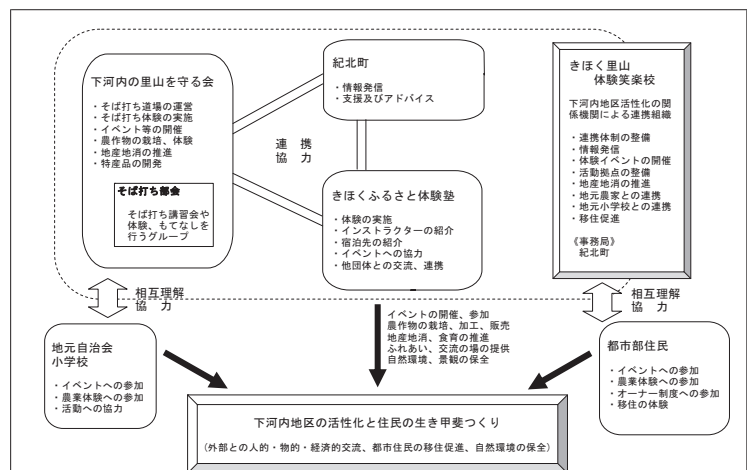 下河内の里山を守る会
・そば打ち道場の運営
・そば打ち体験の実施
・イベント等の開催
・農作物の栽培、体験
・地産地消の推進
・特産品の開発
そば打ち部会
そば打ち講習会や
体験、もてなしを
行うグループ
紀北町
・情報発信
・支援及びアドバイス
連 携
協 力
きほくふるさと体験塾
・体験の実施
・インストラクターの紹介
・宿泊先の紹介
・イベントへの協力
・他団体との交流、連携
きほく里山
体験笑楽校
下河内地区活性化の関
係機関による連携組織
・連携体制の整備
・情報発信
・体験イベントの開催
・活動拠点の整備
・地産地消の推進
・地元農家との連携
・地元小学校との連携
・移住促進
《事務局》
紀北町
相互理解
協 力
相互理解
協 力
イベントの開催、参加
農作物の栽培、加工、販売
地産地消、食育の推進
ふれあい、交流の場の提供
自然環境、景観の保全
地元自治会
小学校
・イベントへの参加
・農業体験への参加
・活動への協力
都市部住民
・イベントへの参加
・農業体験への参加
・オーナー制度への参加
・移住の体験
下河内地区の活性化と住民の生き甲斐つくり
(外部との人的・物的・経済的交流、都市住民の移住促進、自然環境の保全)